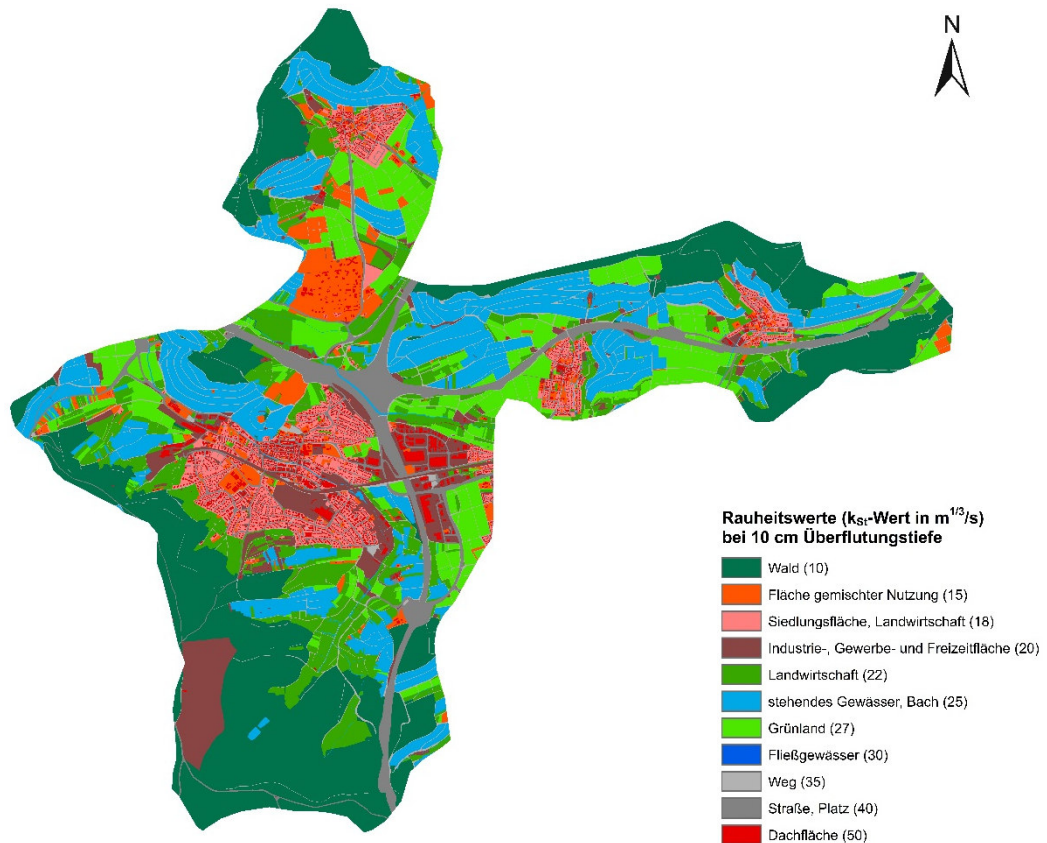 N
Rauheitswerte (kSt-Wert in m1/3/s)
bei 10 cm Überflutungstiefe
Wald (10)
Fläche gemischter Nutzung (15)
Siedlungsfläche, Landwirtschaft (18)
Industrie-, Gewerbe- und Freizeitfläche (20)
Landwirtschaft (22)
stehendes Gewässer, Bach (25)
Grünland (27)
Fließgewässer (30)
Weg (35)
Straße, Platz (40)
Dachfläche (50)